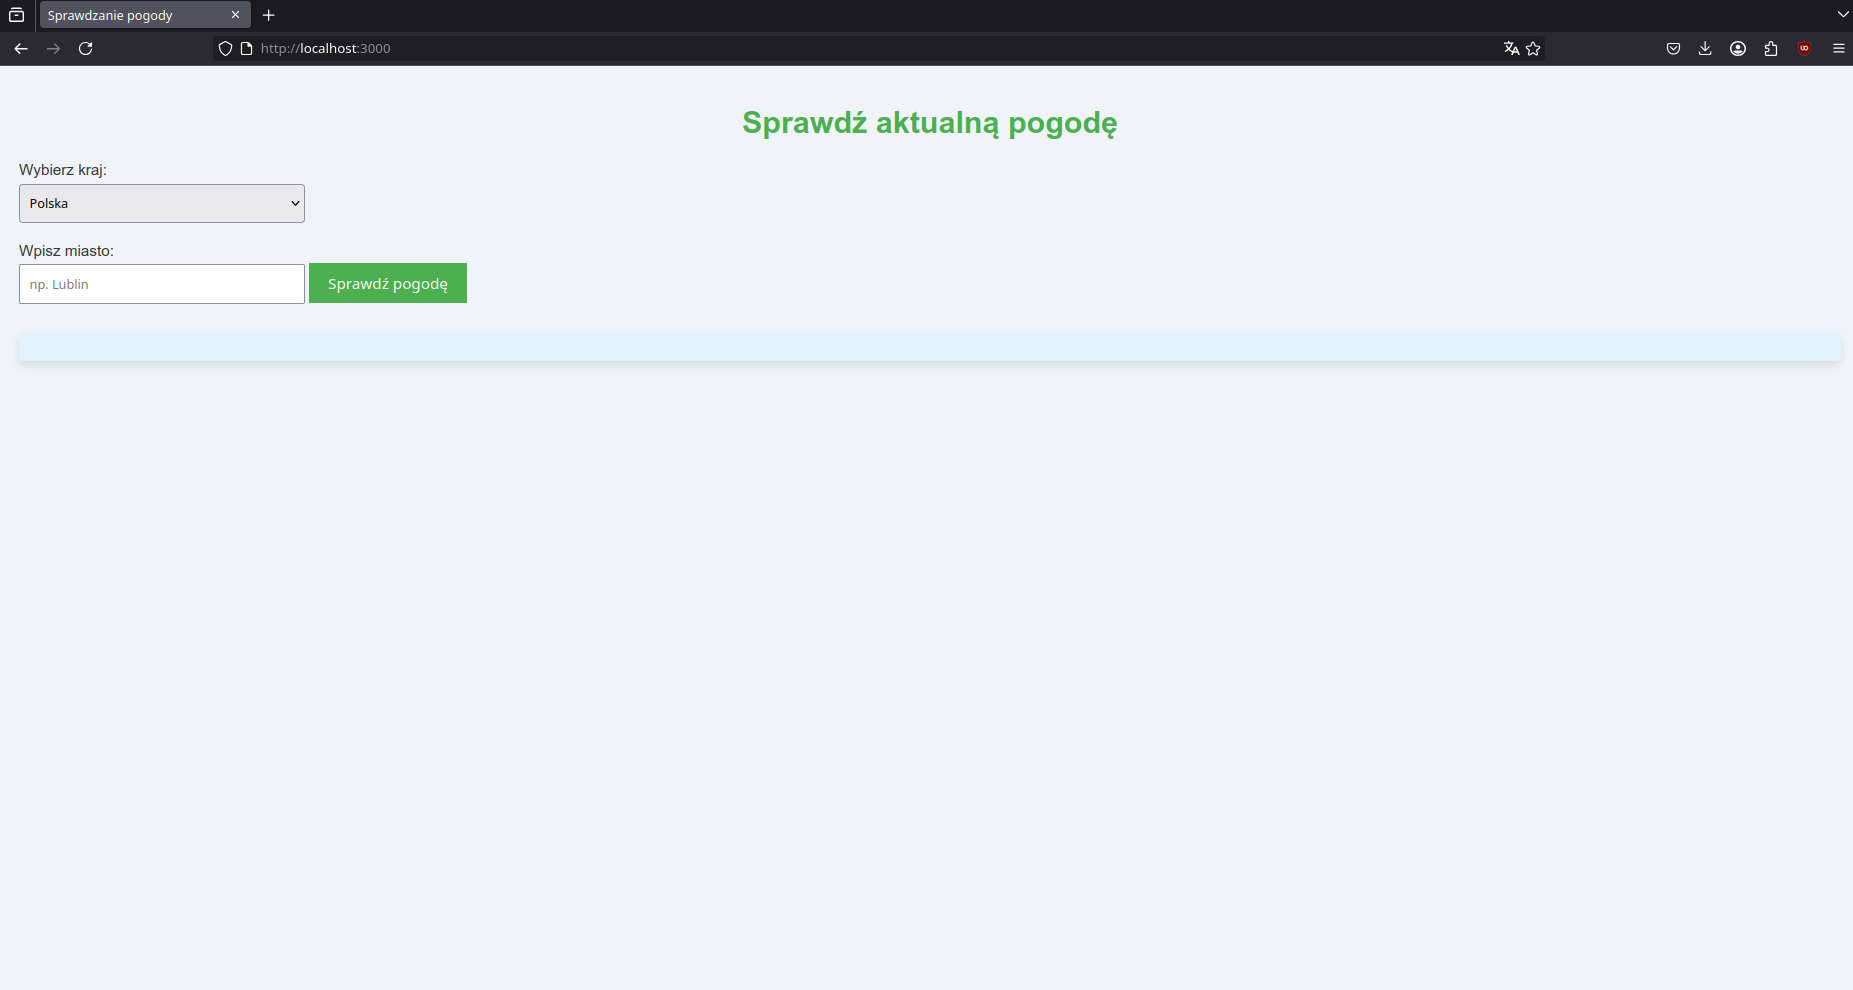 Sprawdzanie pogody
http://localhost:3000
Sprawdź aktualną pogodę
Wybierz kraj:
Polska
Wpisz miasto:
np. Lublin
Sprawdź pogodę